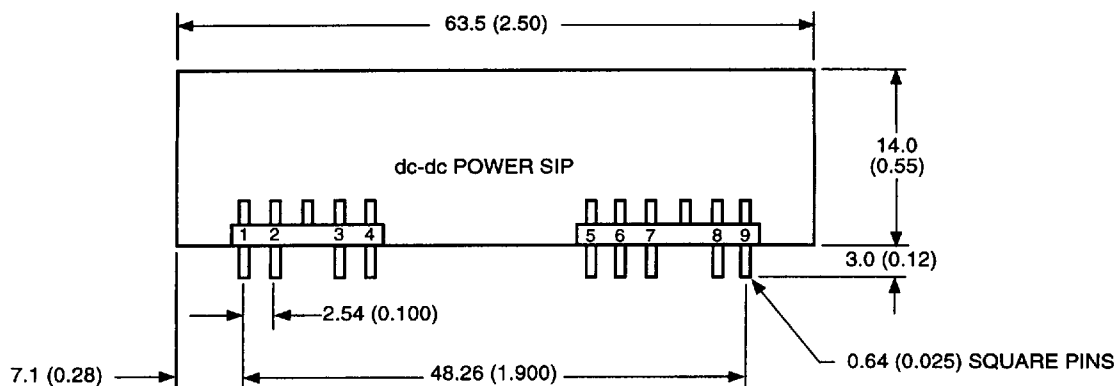 63.5 (2.50)
14.0
(0.55)
dc-dc POWER SIP
1 2 3 4 5 6 7 8 9
3.0 (0.12)
2.54 (0.100)
7.1 (0.28)
48.26 (1.900)
0.64 (0.025) SQUARE PINS